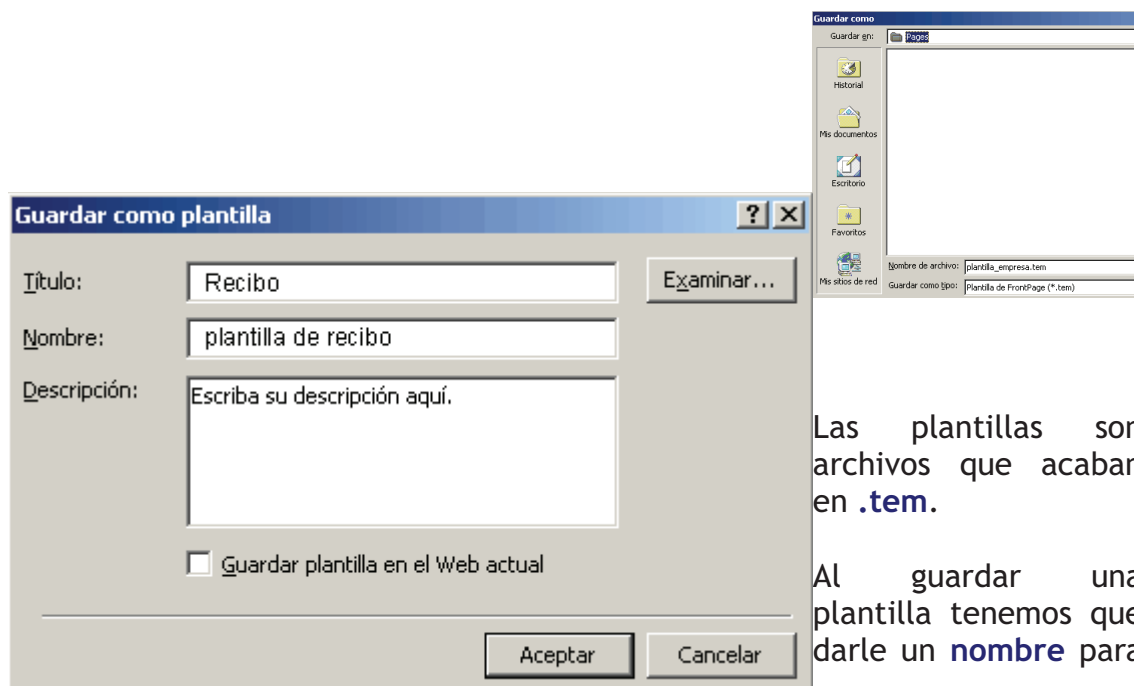 Guardar como
Guardar en:
Pages
Historial
Mis documentos
Escritorio
Favoritos
Mis sitios de red
Nombre de archivo: plantilla_empresa.tem
Guardar como tipo: Plantilla de FrontPage (*.tem)
Guardar como plantilla
Título: Recibo
Examinar...
Nombre: plantilla de recibo
Descripción: Escriba su descripción aquí.
Guardar plantilla en el Web actual
Aceptar Cancelar
Las plantillas son
archivos que acaban
en .tem.
Al guardar una
plantilla tenemos que
darle un nombre para